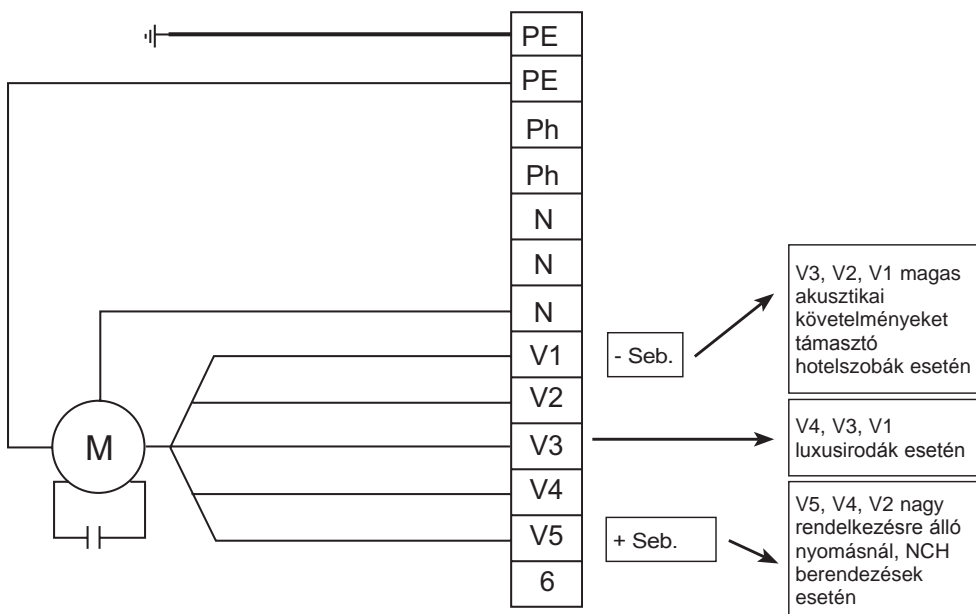 PE
PE
Ph
Ph
N
N
N
V1
V2
V3
V4
V5
6
M
- Seb.
V3, V2, V1 magas
akusztikai
követelményeket
támasztó
hotelszobák esetén
V4, V3, V1
luxusirodák esetén
+ Seb.
V5, V4, V2 nagy
rendelkezésre álló
nyomásnál, NCH
berendezések
esetén